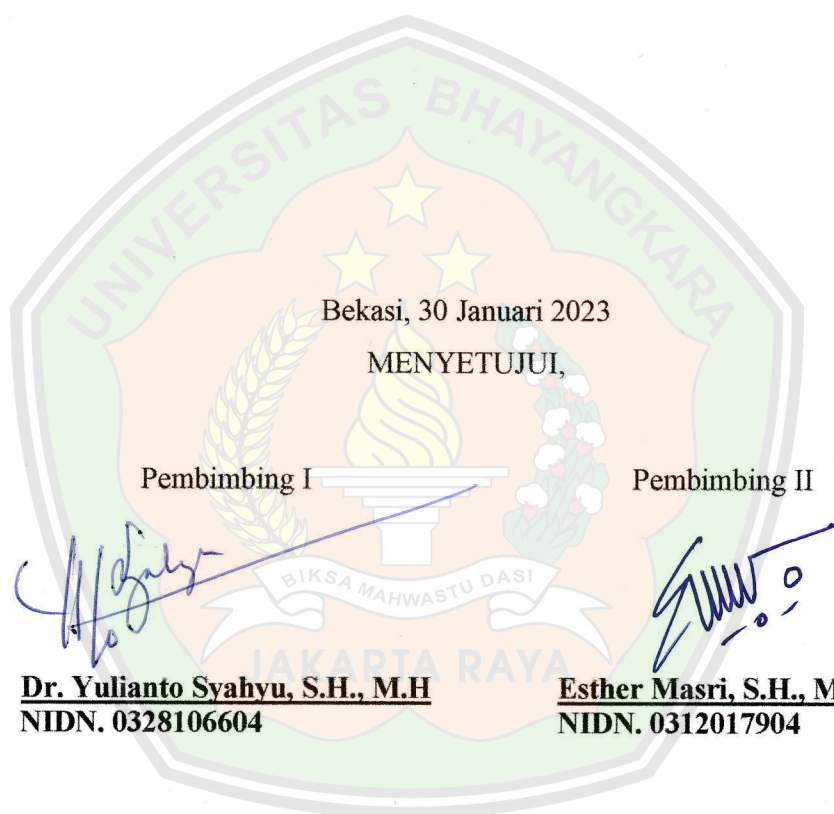 UNIVERSITAS BHAYANGKARA
Bekasi, 30 Januari 2023
MENYETUJUI,
Pembimbing I Pembimbing II
BIKSA MAHWASTU DASI
JAKARTA RAYA
Dr. Yulianto Syahyu, S.H., M.H Esther Masri, S.H., M
NIDN. 0328106604 NIDN. 0312017904